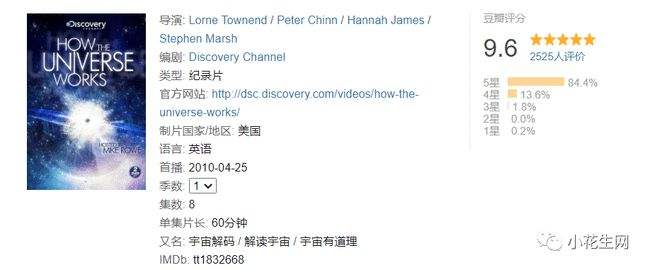 Discovery
CHANNEL
HOW THE
UNIVERSE
WORKS
HOSTED BY
MIKE ROWE
导演: Lorne Townend / Peter Chinn / Hannah James /
Stephen Marsh
编剧: Discovery Channel
类型: 纪录片
官方网站: http://dsc.discovery.com/videos/how-the-
universe-works/
制片国家/地区: 美国
语言: 英语
首播: 2010-04-25
季数: 1
集数: 8
单集片长: 60分钟
又名: 宇宙解码 / 解读宇宙 / 宇宙有道理
IMDb: tt1832668
豆瓣评分
9.6
2525人评价
5星 84.4%
4星 13.6%
3星 1.8%
2星 0.0%
1星 0.2%
小花生网